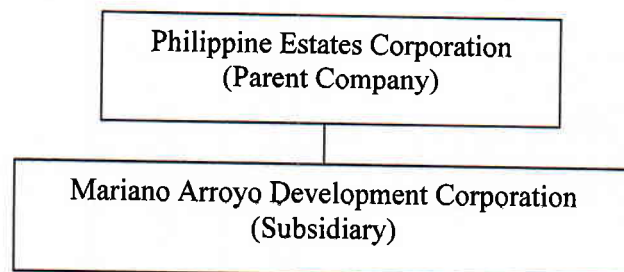 Philippine Estates Corporation
(Parent Company)
Mariano Arroyo Development Corporation
(Subsidiary)